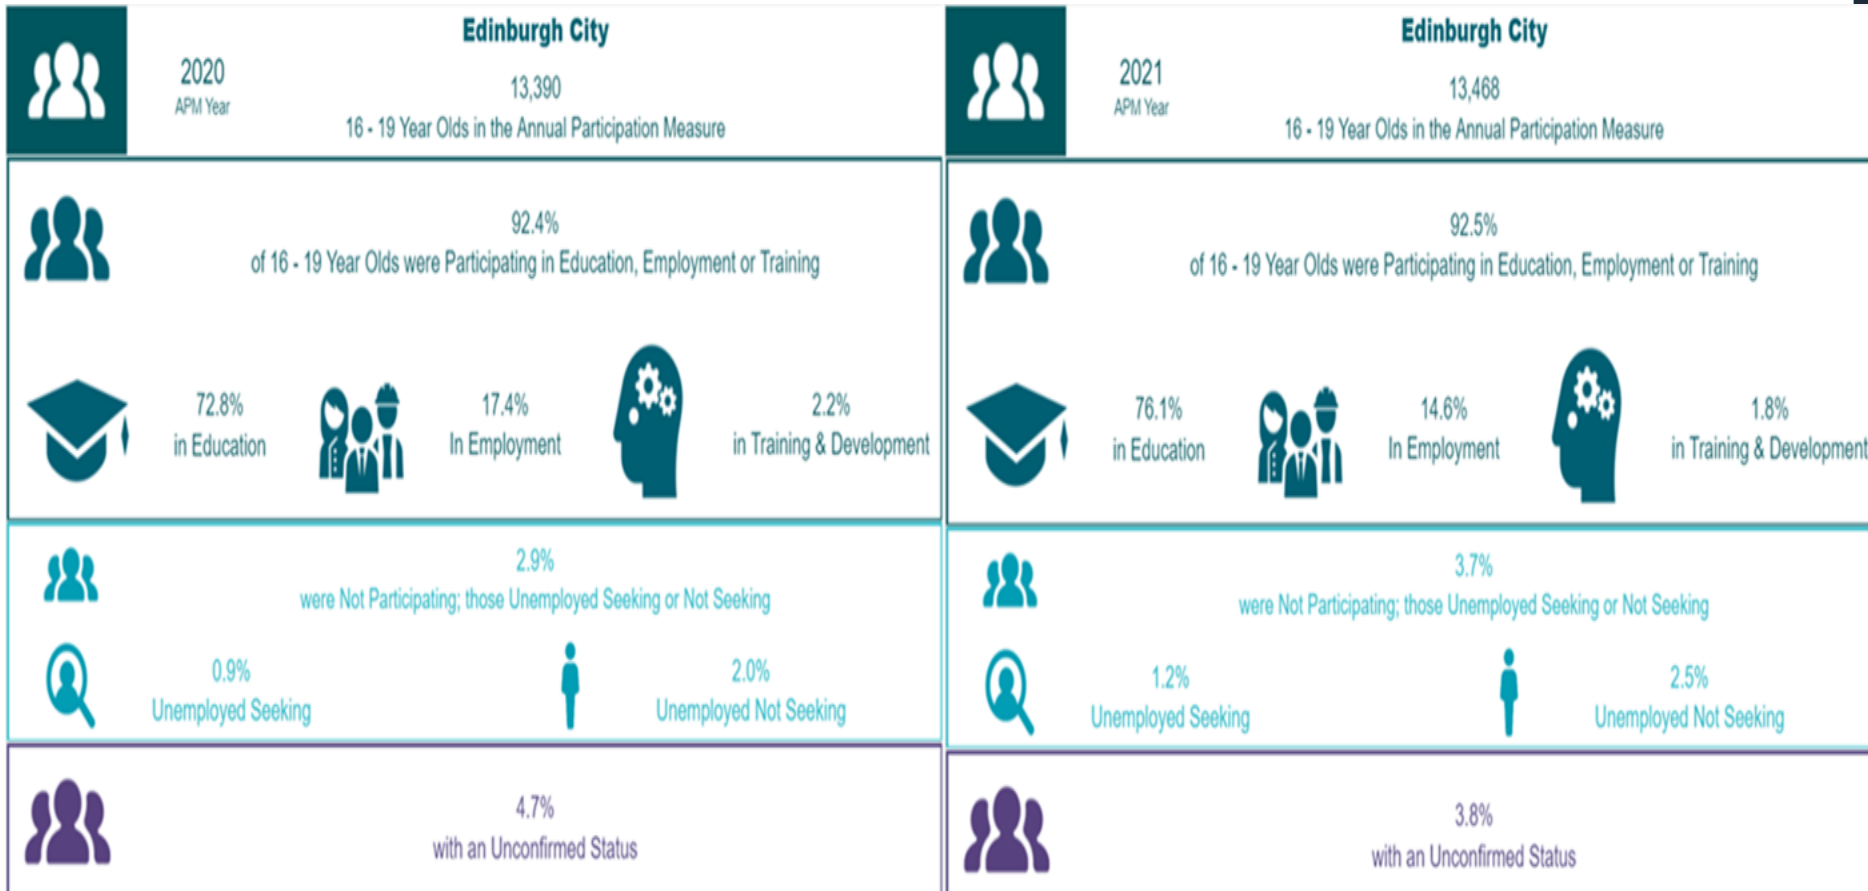 Edinburgh City
2020
APM Year
13,390
16 - 19 Year Olds in the Annual Participation Measure
92.4%
of 16 - 19 Year Olds were Participating in Education, Employment or Training
72.8%
in Education
17.4%
In Employment
2.2%
in Training & Development
2.9%
were Not Participating; those Unemployed Seeking or Not Seeking
0.9%
Unemployed Seeking
2.0%
Unemployed Not Seeking
4.7%
with an Unconfirmed Status
Edinburgh City
2021
APM Year
13,468
16 - 19 Year Olds in the Annual Participation Measure
92.5%
of 16 - 19 Year Olds were Participating in Education, Employment or Training
76.1%
in Education
14.6%
In Employment
1.8%
in Training & Development
3.7%
were Not Participating; those Unemployed Seeking or Not Seeking
1.2%
Unemployed Seeking
2.5%
Unemployed Not Seeking
3.8%
with an Unconfirmed Status